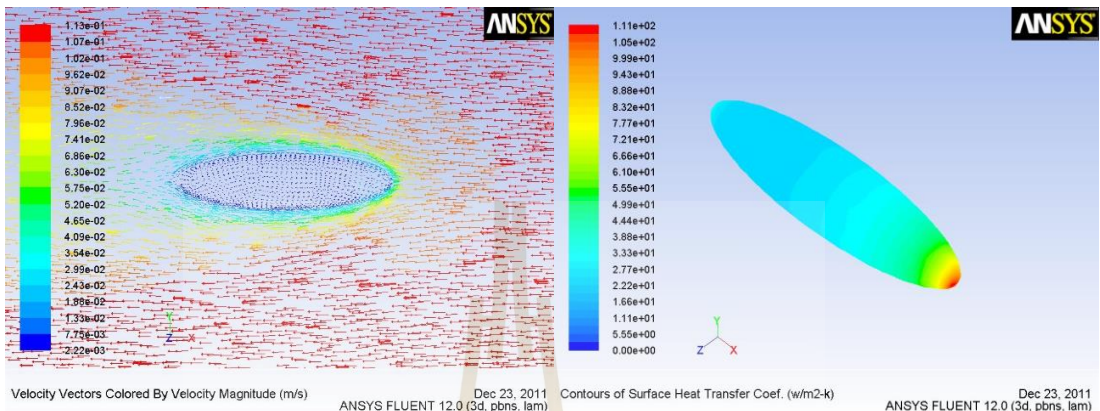 ANSYS
1.13e-01
1.07e-01
1.02e-01
9.62e-02
9.07e-02
8.52e-02
7.96e-02
7.41e-02
6.86e-02
6.30e-02
5.75e-02
5.20e-02
4.65e-02
4.09e-02
3.54e-02
2.99e-02
2.43e-02
1.88e-02
1.33e-02
7.75e-03
2.22e-03
Y
Z X
Velocity Vectors Colored By Velocity Magnitude (m/s)
Dec 23, 2011
ANSYS FLUENT 12.0 (3d, pbns, lam)
ANSYS
1.11e+02
1.05e+02
9.99e+01
9.43e+01
8.88e+01
8.32e+01
7.77e+01
7.21e+01
6.66e+01
6.10e+01
5.55e+01
4.99e+01
4.44e+01
3.88e+01
3.33e+01
2.77e+01
2.22e+01
1.66e+01
1.11e+01
5.55e+00
0.00e+00
Y
Z X
Contours of Surface Heat Transfer Coef. (w/m2-k)
Dec 23, 2011
ANSYS FLUENT 12.0 (3d, pbns, lam)